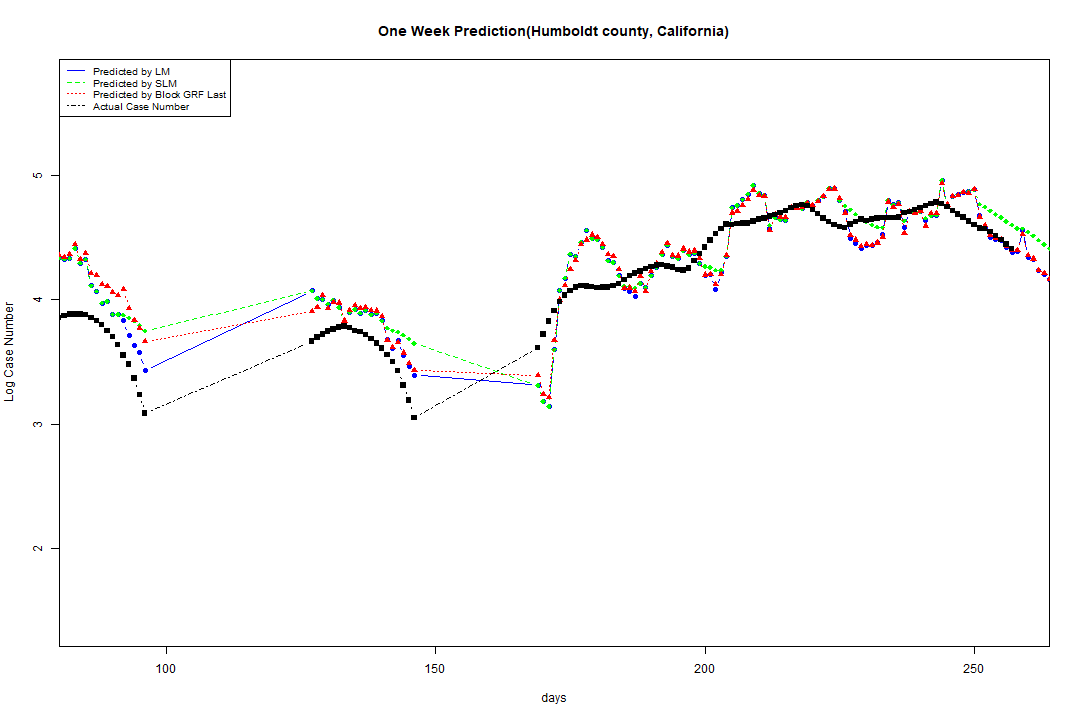 One Week Prediction(Humboldt county, California)
Predicted by LM
Predicted by SLM
Predicted by Block GRF Last
Actual Case Number
5
4
3
2
Log Case Number
100 150 200 250
days